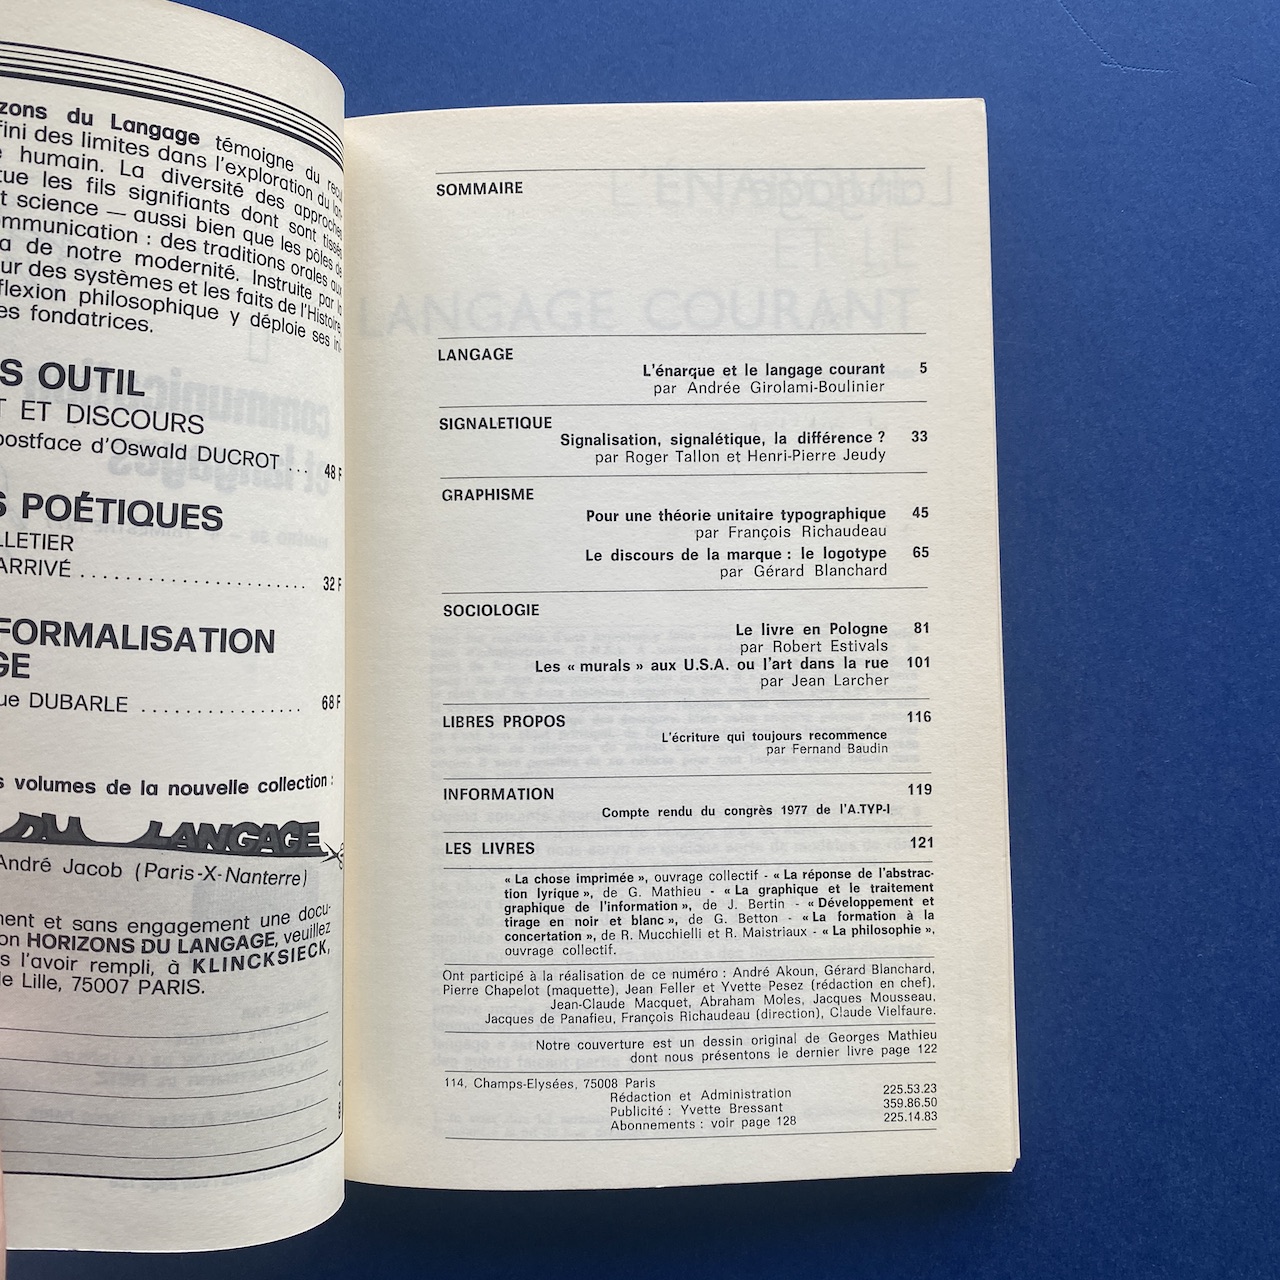 zons du Langage témoigne du recul
fini des limites dans l'exploration du lan-
humain. La diversité des approches
tue les fils signifiants dont sont tissés
t science — aussi bien que les pôles de
mmunication : des traditions orales aux
a de notre modernité. Instruite par la
ur des systèmes et les faits de l'Histoire,
flexion philosophique y déploie ses ini-
es fondatrices.
S OUTIL
T ET DISCOURS
postface d'Oswald DUCROT ... 48 F
S POÉTIQUES
LLETIER
ARRIVÉ ...................... 32 F
FORMALISATION
GE
ue DUBARLE ................ 68 F
s volumes de la nouvelle collection :
DU LANGAGE
André Jacob (Paris-X-Nanterre)
ment et sans engagement une docu-
on HORIZONS DU LANGAGE, veuillez
s l'avoir rempli, à KLINCKSIECK,
de Lille, 75007 PARIS.
SOMMAIRE
LANGAGE
L'énarque et le langage courant 5
par Andrée Girolami-Boulinier
SIGNALETIQUE
Signalisation, signalétique, la différence ? 33
par Roger Tallon et Henri-Pierre Jeudy
GRAPHISME
Pour une théorie unitaire typographique 45
par François Richaudeau
Le discours de la marque : le logotype 65
par Gérard Blanchard
SOCIOLOGIE
Le livre en Pologne 81
par Robert Estivals
Les « murals » aux U.S.A. ou l'art dans la rue 101
par Jean Larcher
LIBRES PROPOS 116
L'écriture qui toujours recommence
par Fernand Baudin
INFORMATION 119
Compte rendu du congrès 1977 de l'A.TYP-I
LES LIVRES 121
« La chose imprimée », ouvrage collectif - « La réponse de l'abstrac-
tion lyrique », de G. Mathieu - « La graphique et le traitement
graphique de l'information », de J. Bertin - « Développement et
tirage en noir et blanc », de G. Betton - « La formation à la
concertation », de R. Mucchielli et R. Maistriaux - « La philosophie »,
ouvrage collectif.
Ont participé à la réalisation de ce numéro : André Akoun, Gérard Blanchard,
Pierre Chapelot (maquette), Jean Feller et Yvette Pesez (rédaction en chef),
Jean-Claude Macquet, Abraham Moles, Jacques Mousseau,
Jacques de Panafieu, François Richaudeau (direction), Claude Vielfaure.
Notre couverture est un dessin original de Georges Mathieu
dont nous présentons le dernier livre page 122
114, Champs-Elysées, 75008 Paris
Rédaction et Administration 225.53.23
Publicité : Yvette Bressant 359.86.50
Abonnements : voir page 128 225.14.83